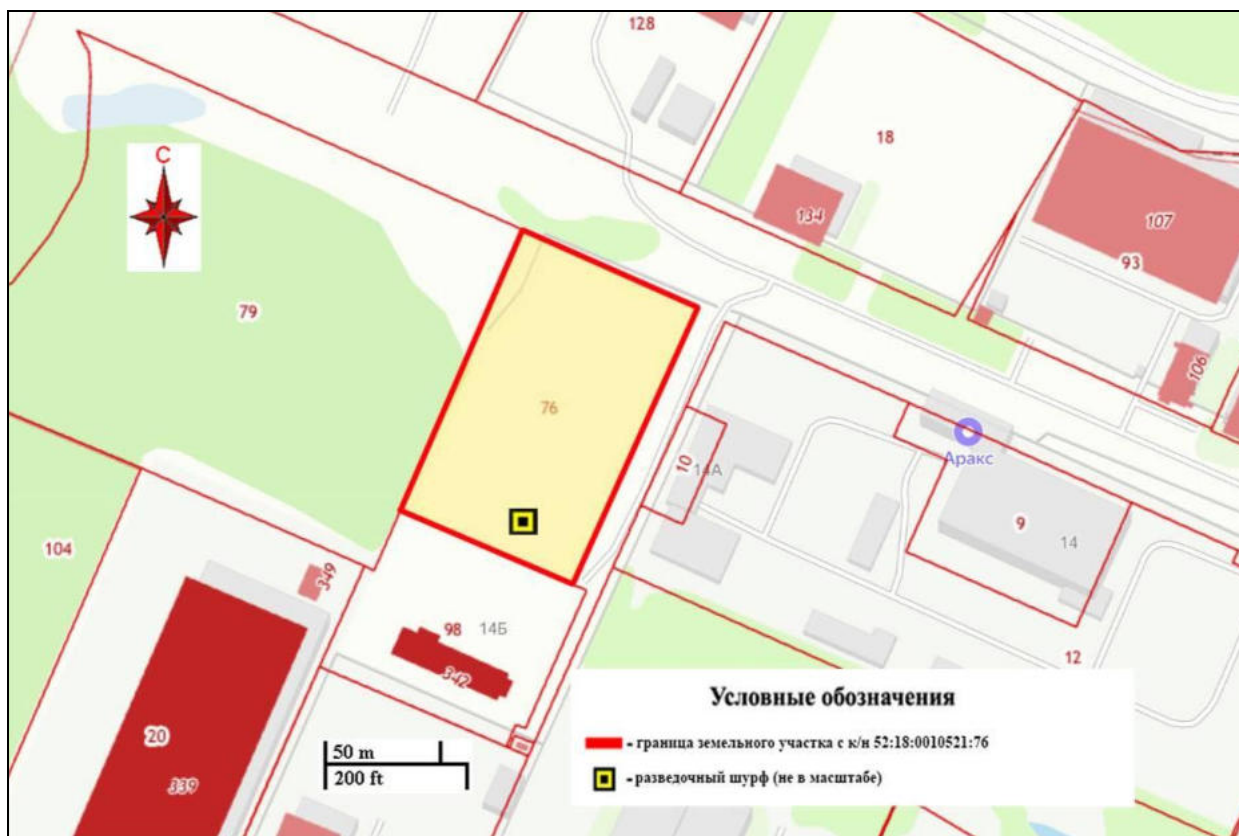 128
18
С
134
107
93
79
106
76
Аракс
10
14А
9
14
104
349
98
14Б
342
12
20
339
50 m
200 ft
Условные обозначения
- граница земельного участка с к/н 52:18:0010521:76
- разведочный шурф (не в масштабе)